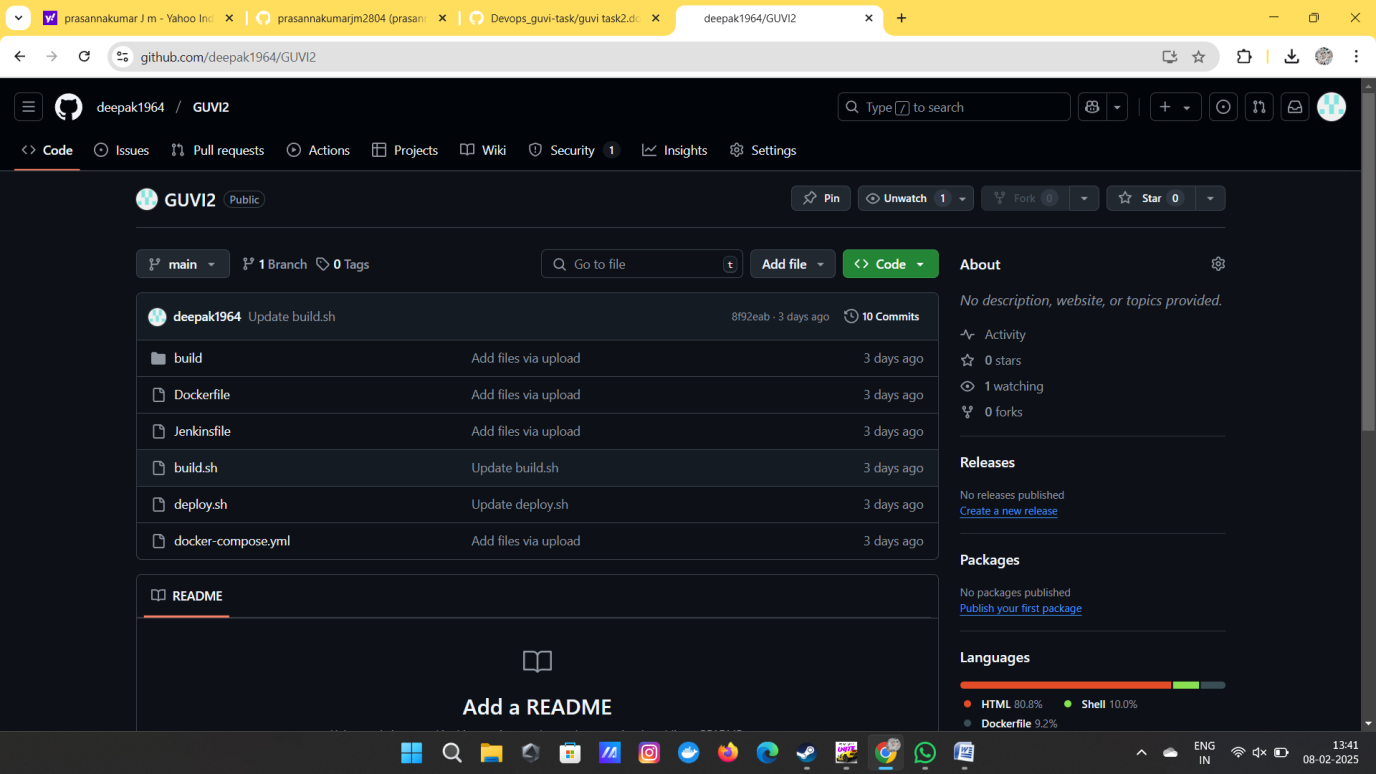 prasannakumar J m - Yahoo Ind
prasannakumarjm2804 (prasann
Devops_guvi-task/guvi task2.do
deepak1964/GUVI2
github.com/deepak1964/GUVI2
deepak1964 / GUVI2
Type / to search
Code
Issues
Pull requests
Actions
Projects
Wiki
Security 1
Insights
Settings
GUVI2 Public
Pin
Unwatch 1
Fork 0
Star 0
main
1 Branch
0 Tags
Go to file t
Add file
Code
deepak1964 Update build.sh 8f92eab · 3 days ago 10 Commits
build Add files via upload 3 days ago
Dockerfile Add files via upload 3 days ago
Jenkinsfile Add files via upload 3 days ago
build.sh Update build.sh 3 days ago
deploy.sh Update deploy.sh 3 days ago
docker-compose.yml Add files via upload 3 days ago
README
Add a README
About
No description, website, or topics provided.
Activity
0 stars
1 watching
0 forks
Releases
No releases published
Create a new release
Packages
No packages published
Publish your first package
Languages
HTML 80.8% Shell 10.0%
Dockerfile 9.2%
ENG
IN
13:41
08-02-2025